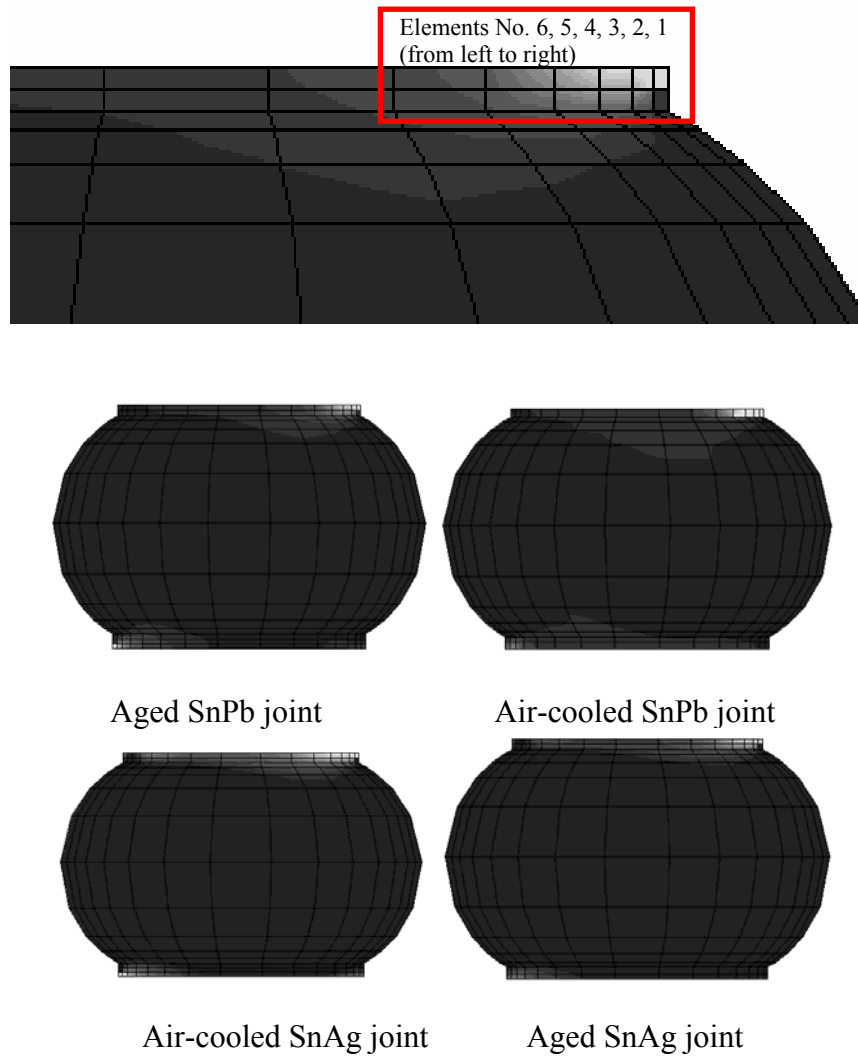 Elements No. 6, 5, 4, 3, 2, 1
(from left to right)
Aged SnPb joint
Air-cooled SnPb joint
Air-cooled SnAg joint
Aged SnAg joint